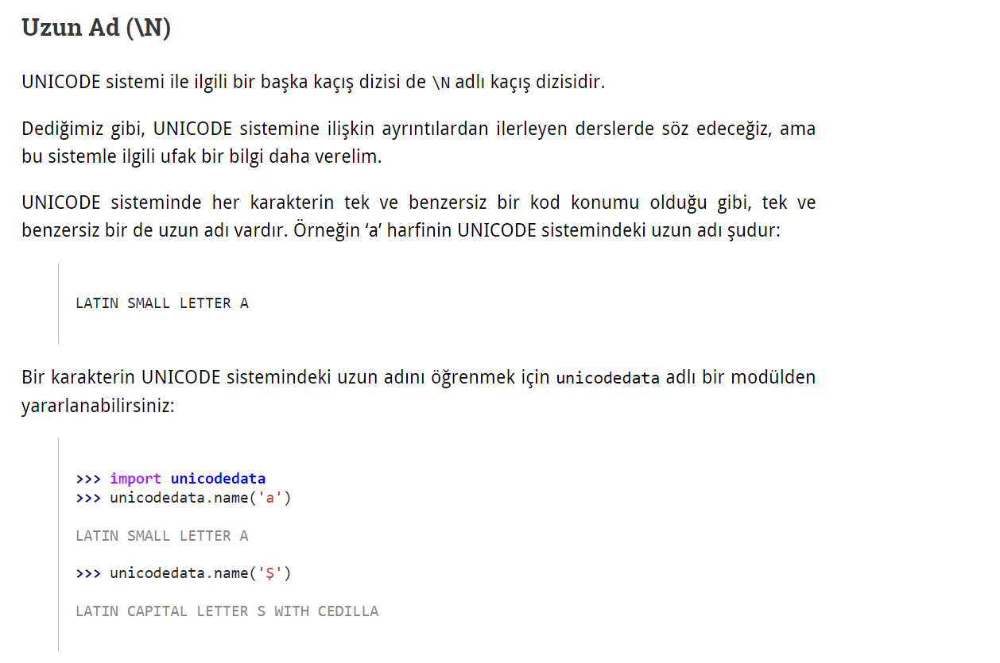 Uzun Ad (\N)
UNICODE sistemi ile ilgili bir başka kaçış dizisi de \N adlı kaçış dizisidir.
Dediğimiz gibi, UNICODE sistemine ilişkin ayrıntılardan ilerleyen derslerde söz edeceğiz, ama
bu sistemle ilgili ufak bir bilgi daha verelim.
UNICODE sisteminde her karakterin tek ve benzersiz bir kod konumu olduğu gibi, tek ve
benzersiz bir de uzun adı vardır. Örneğin ‘a’ harfinin UNICODE sistemindeki uzun adı şudur:
LATIN SMALL LETTER A
Bir karakterin UNICODE sistemindeki uzun adını öğrenmek için unicodedata adlı bir modülden
yararlanabilirsiniz:
>>> import unicodedata
>>> unicodedata.name('a')
LATIN SMALL LETTER A
>>> unicodedata.name('Ş')
LATIN CAPITAL LETTER S WITH CEDILLA